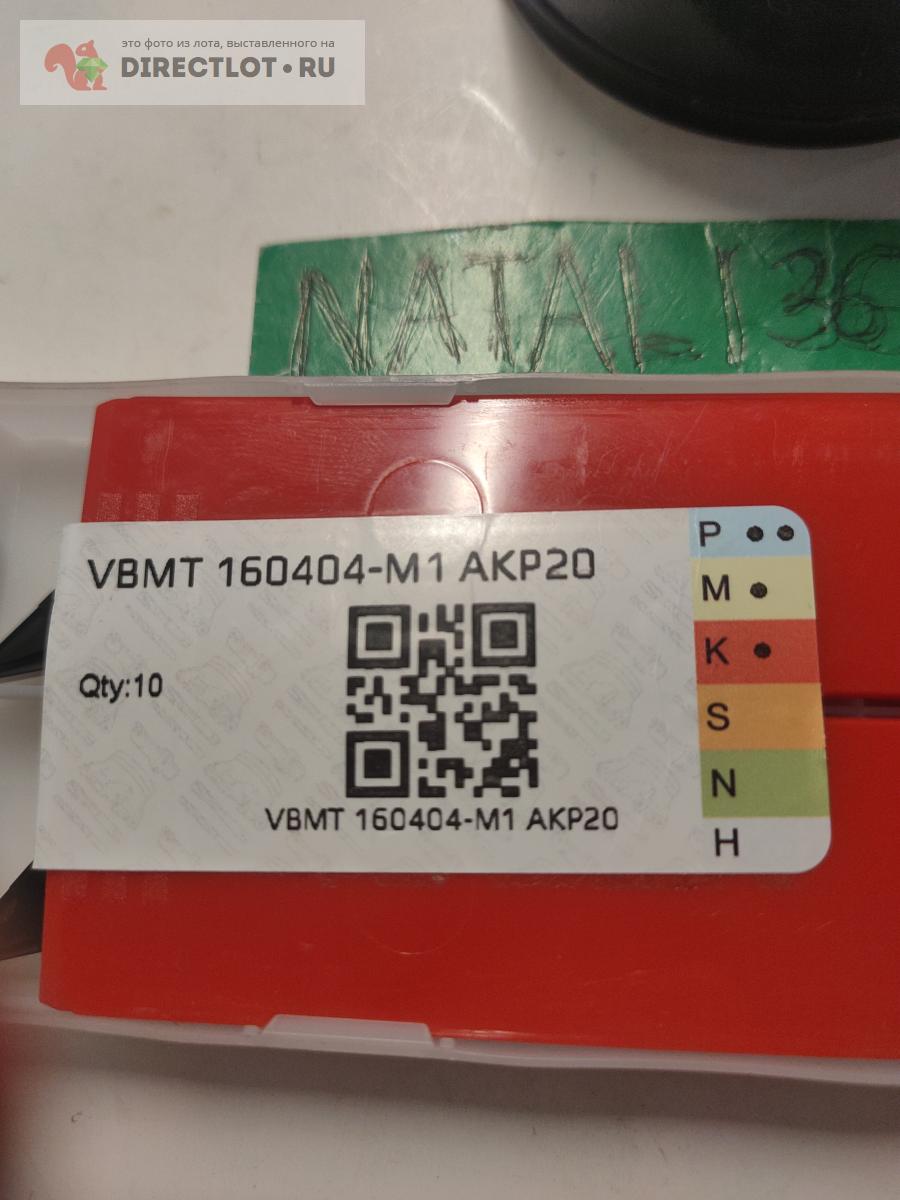 это фото из лота, выставленного на
DIRECTLOT•RU
NATALI36
VBMT 160404-M1 AKP20
P ●●
M ●
K ●
S
N
H
Qty:10
VBMT 160404-M1 AKP20